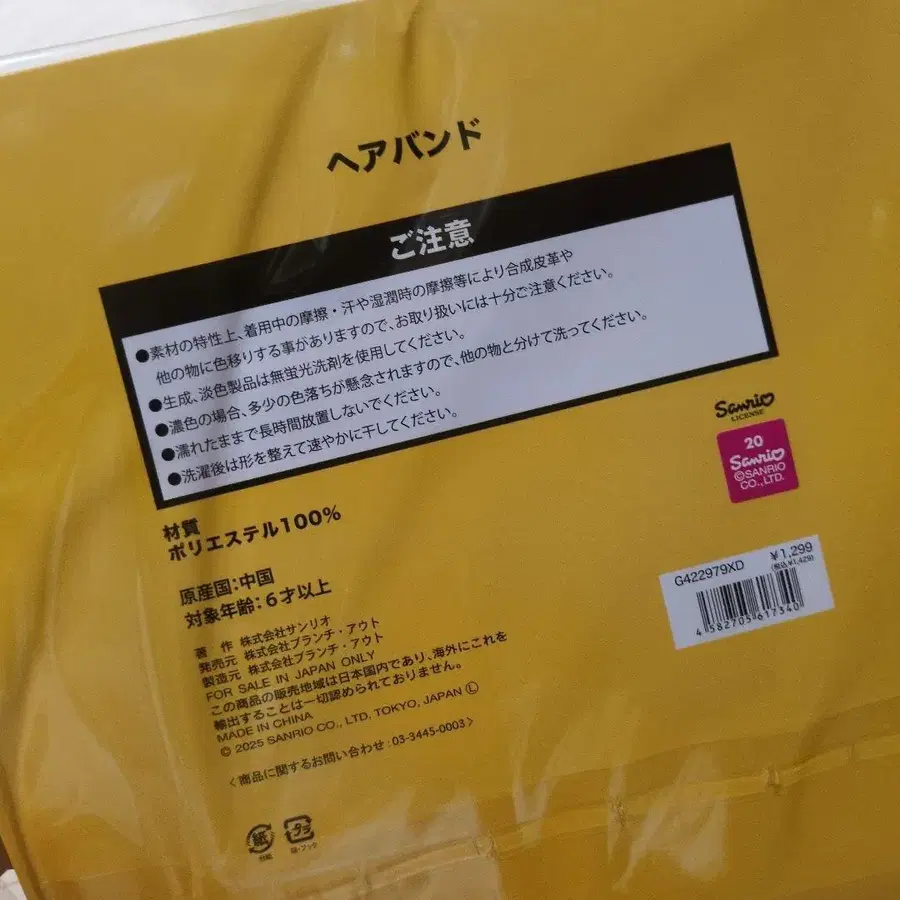 ヘアバンド
ご注意
●素材の特性上、着用中の摩擦・汗や湿潤時の摩擦等により合成皮革や
他の物に色移りする事がありますので、お取り扱いには十分ご注意ください。
●生成、淡色製品は無蛍光洗剤を使用してください。
●濃色の場合、多少の色落ちが懸念されますので、他の物と分けて洗ってください。
●濡れたままで長時間放置しないでください。
●洗濯後は形を整えて速やかに干してください。
材質
ポリエステル100%
原産国：中国
対象年齢：6才以上
著 作 株式会社サンリオ
発売元 株式会社ブランチ・アウト
製造元 株式会社ブランチ・アウト
FOR SALE IN JAPAN ONLY
この商品の販売地域は日本国内であり、海外にこれを
輸出することは一切認められておりません。
MADE IN CHINA
© 2025 SANRIO CO., LTD. TOKYO, JAPAN Ⓛ
〈商品に関するお問い合わせ：03-3445-0003〉
紙
プラ
Sanrio
LICENSE
20
Sanrio
©SANRIO
CO.,LTD.
G422979XD
¥1,299
(税込¥1,429)
4 582705 617340